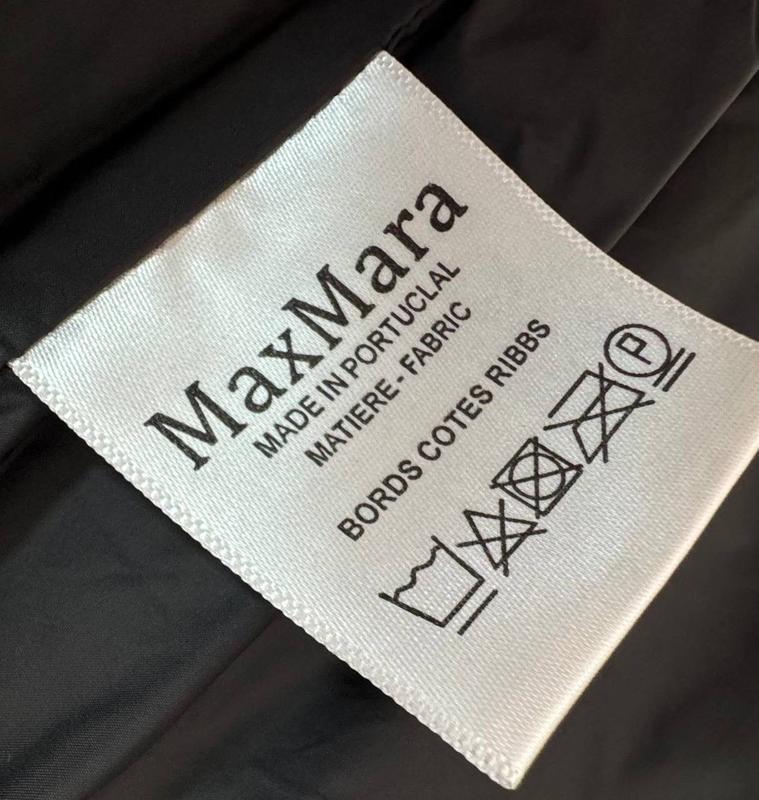 MaxMara
MADE IN PORTUCLAL
MATIERE - FABRIC
BORDS COTES RIBBS
P